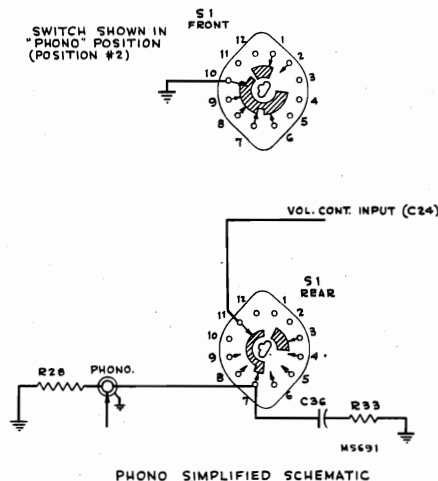 SWITCH SHOWN IN
"PHONO" POSITION
(POSITION #2)
S1
FRONT
12
1
11
2
10
3
9
4
8
5
7
6
VOL. CONT. INPUT (C24)
S1
REAR
12
1
11
2
10
3
9
4
8
5
7
6
R28
PHONO.
C36
R33
M5691
PHONO SIMPLIFIED SCHEMATIC